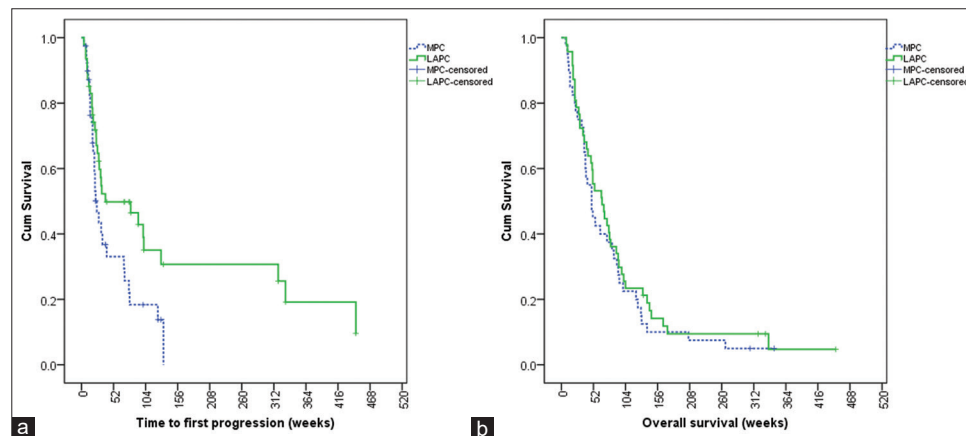 1.0
0.8
0.6
0.4
0.2
0.0
Cum Survival
0 52 104 156 208 260 312 364 416 468 520
Time to first progression (weeks)
MPC
LAPC
MPC-censored
LAPC-censored
a
1.0
0.8
0.6
0.4
0.2
0.0
Cum Survival
0 52 104 156 208 260 312 364 416 468 520
Overall survival (weeks)
MPC
LAPC
MPC-censored
LAPC-censored
b